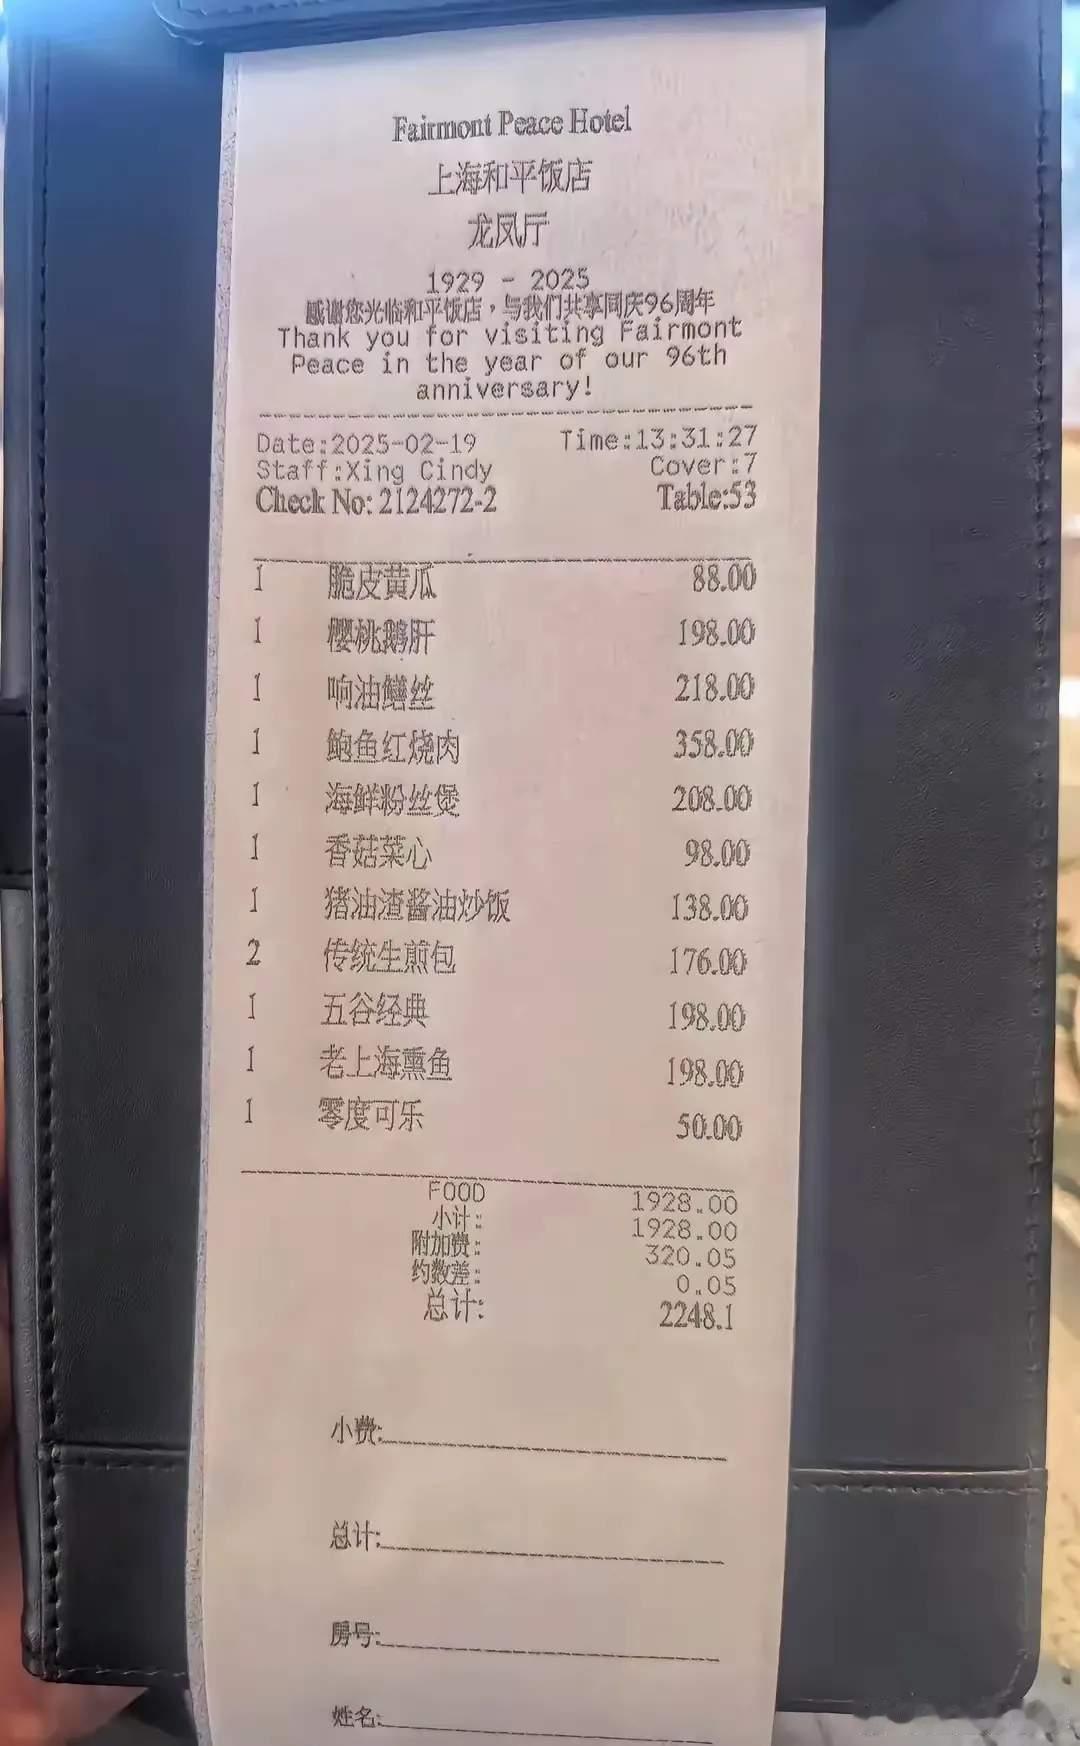 Fairmont Peace Hotel
上海和平饭店
龙凤厅
1929 - 2025
感谢您光临和平饭店，与我们共享同庆96周年
Thank you for visiting Fairmont
Peace in the year of our 96th
anniversary!
Date:2025-02-19 Time:13:31:27
Staff:Xing Cindy Cover:7
Check No: 2124272-2 Table:53
1 脆皮黄瓜 88.00
1 樱桃鹅肝 198.00
1 响油鳝丝 218.00
1 鲍鱼红烧肉 358.00
1 海鲜粉丝煲 208.00
1 香菇菜心 98.00
1 猪油渣酱油炒饭 138.00
2 传统生煎包 176.00
1 五谷经典 198.00
1 老上海熏鱼 198.00
1 零度可乐 50.00
FOOD 1928.00
小计: 1928.00
附加费: 320.05
约数差: 0.05
总计: 2248.1
小费:
总计:
房号:
姓名: